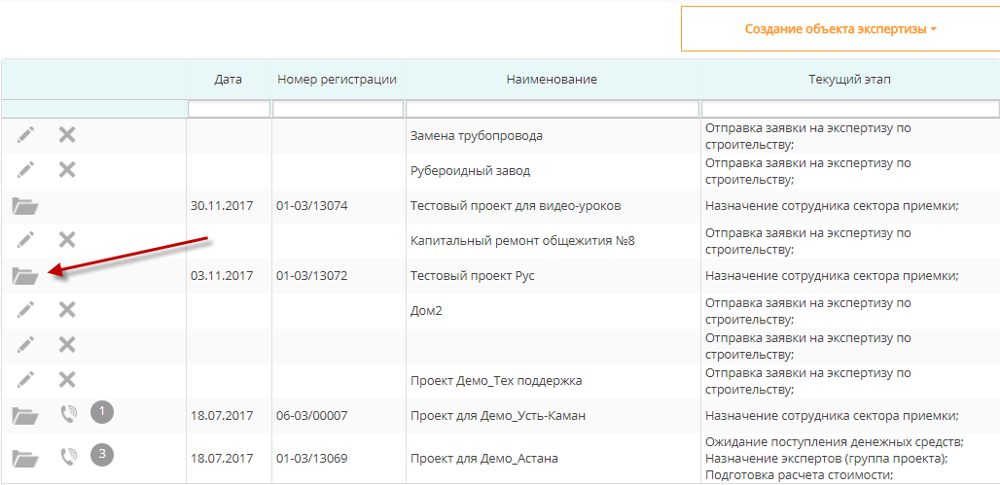 Создание объекта экспертизы
Дата Номер регистрации Наименование Текущий этап
Замена трубопровода Отправка заявки на экспертизу по
строительству;
Рубероидный завод Отправка заявки на экспертизу по
строительству;
30.11.2017 01-03/13074 Тестовый проект для видео-уроков Назначение сотрудника сектора приемки;
Капитальный ремонт общежития №8 Отправка заявки на экспертизу по
строительству;
03.11.2017 01-03/13072 Тестовый проект Рус Назначение сотрудника сектора приемки;
Дом2 Отправка заявки на экспертизу по
строительству;
Отправка заявки на экспертизу по
строительству;
Проект Демо_Тех поддержка Отправка заявки на экспертизу по
строительству;
1 18.07.2017 06-03/00007 Проект для Демо_Усть-Каман Назначение сотрудника сектора приемки;
3 18.07.2017 01-03/13069 Проект для Демо_Астана Ожидание поступления денежных средств;
Назначение экспертов (группа проекта);
Подготовка расчета стоимости;